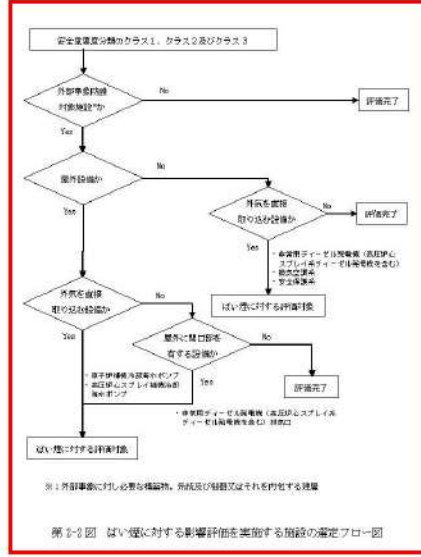 安全重要度分類のクラス1，クラス2及びクラス3
外部事象防護
対象施設※か
No
評価完了
Yes
屋外設備か
No
Yes
外気を直接
取り込む設備か
No
評価完了
Yes
・非常用ディーゼル発電機（高圧炉心
スプレイ系ディーゼル発電機を含む）
・換気空調系
・安全保護系
ばい煙に対する評価対象
外気を直接
取り込む設備か
No
Yes
屋外に開口部を
有する設備か
No
Yes
評価完了
・原子炉補機冷却海水ポンプ
・高圧炉心スプレイ補機冷却
海水ポンプ
・非常用ディーゼル発電機（高圧炉心スプレイ系
ディーゼル発電機を含む）排気口
ばい煙に対する評価対象
※1：外部事象に対し必要な構築物，系統及び機器又はそれを内包する建屋
第2-2図　ばい煙に対する影響評価を実施する施設の選定フロー図